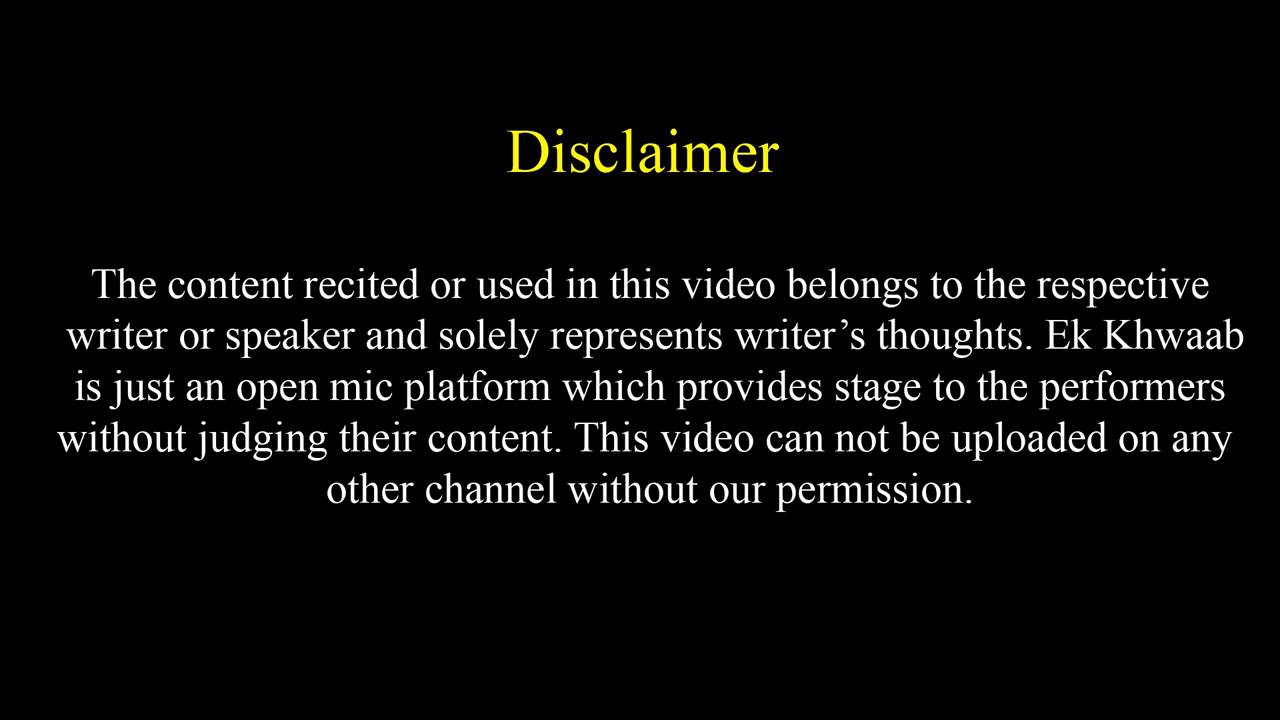 Disclaimer
The content recited or used in this video belongs to the respective
writer or speaker and solely represents writer’s thoughts. Ek Khwaab
is just an open mic platform which provides stage to the performers
without judging their content. This video can not be uploaded on any
other channel without our permission.